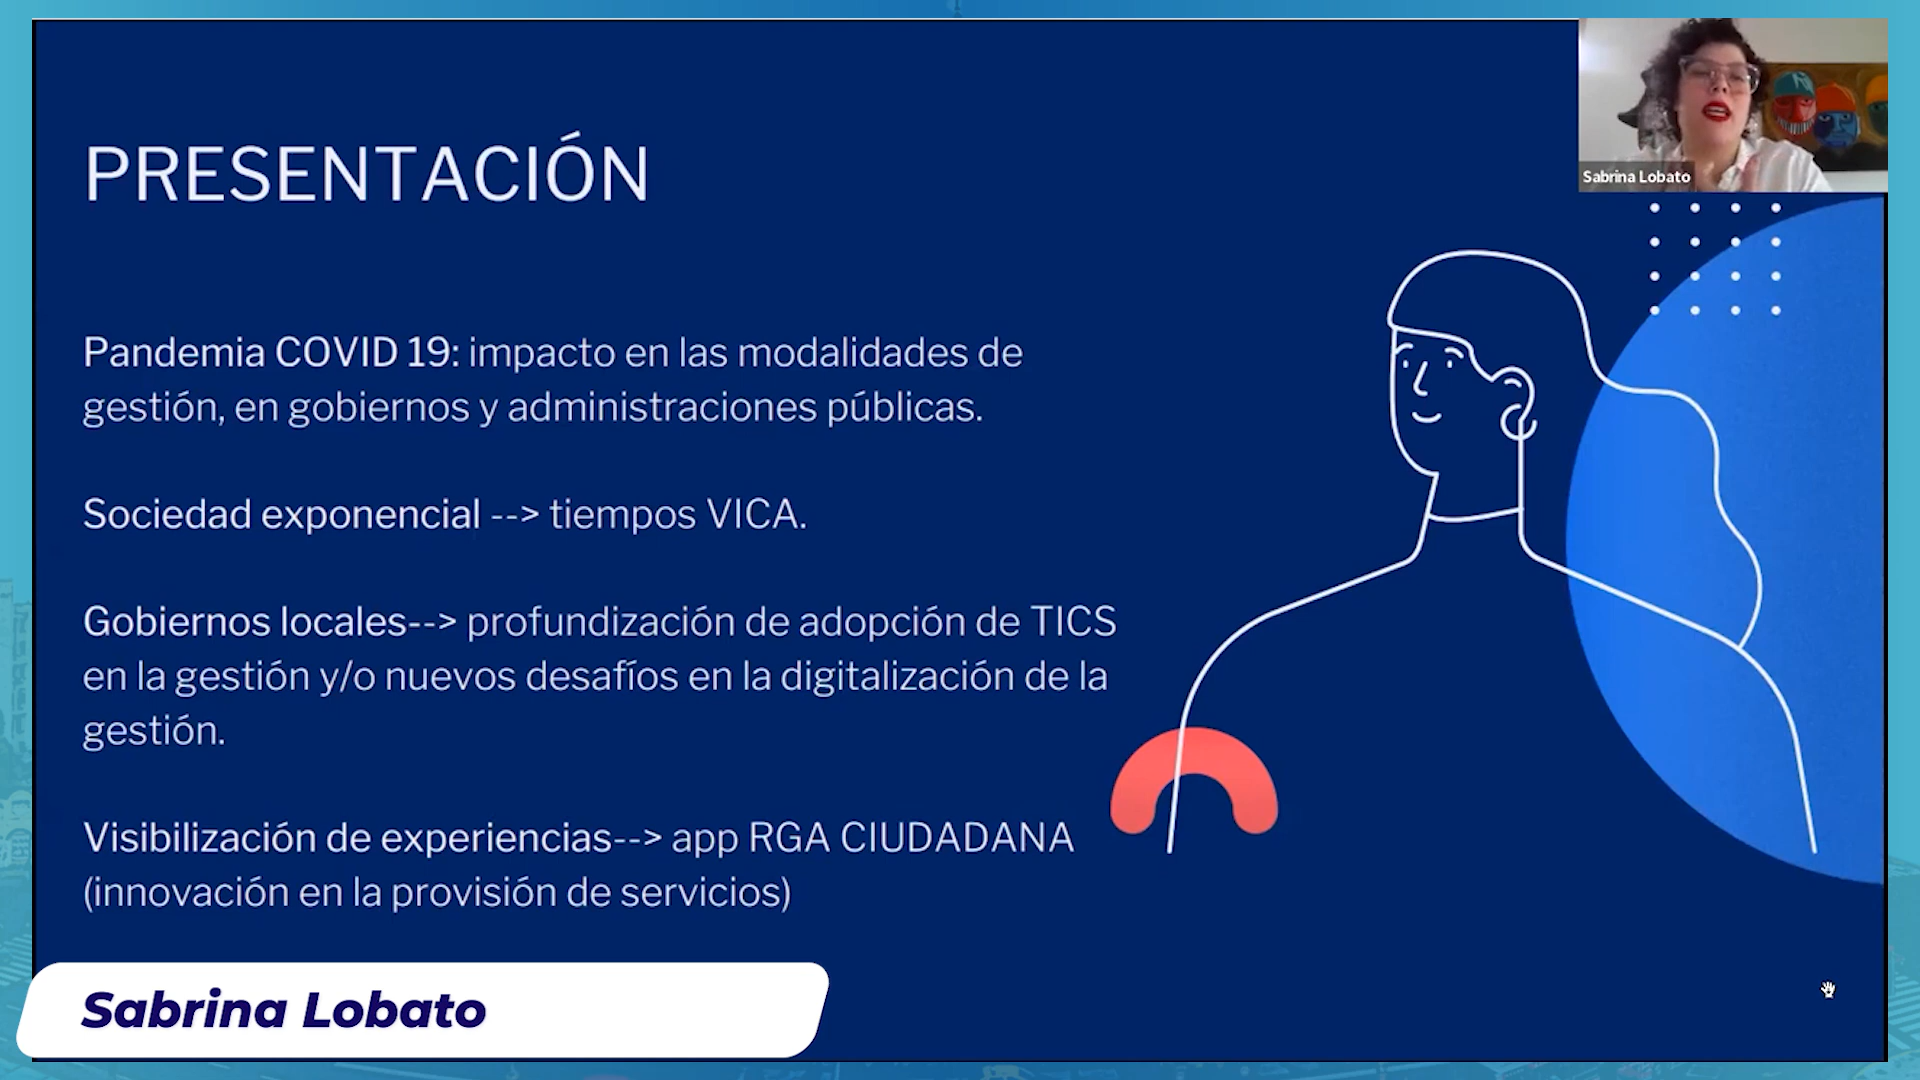 PRESENTACIÓN
Sabrina Lobato
Pandemia COVID 19: impacto en las modalidades de
gestión, en gobiernos y administraciones públicas.
Sociedad exponencial --> tiempos VICA.
Gobiernos locales--> profundización de adopción de TICS
en la gestión y/o nuevos desafíos en la digitalización de la
gestión.
Visibilización de experiencias--> app RGA CIUDADANA
(innovación en la provisión de servicios)
Sabrina Lobato